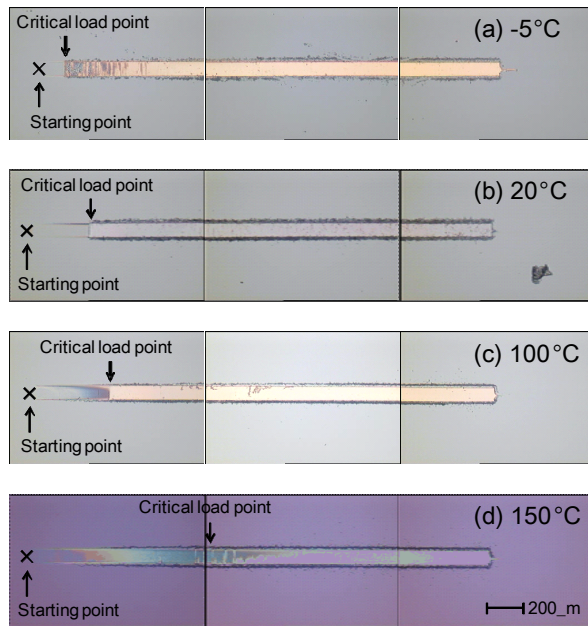 Critical load point
(a) -5°C
×
Starting point
Critical load point
(b) 20°C
×
Starting point
Critical load point
(c) 100°C
×
Starting point
Critical load point
(d) 150°C
×
Starting point
200_m